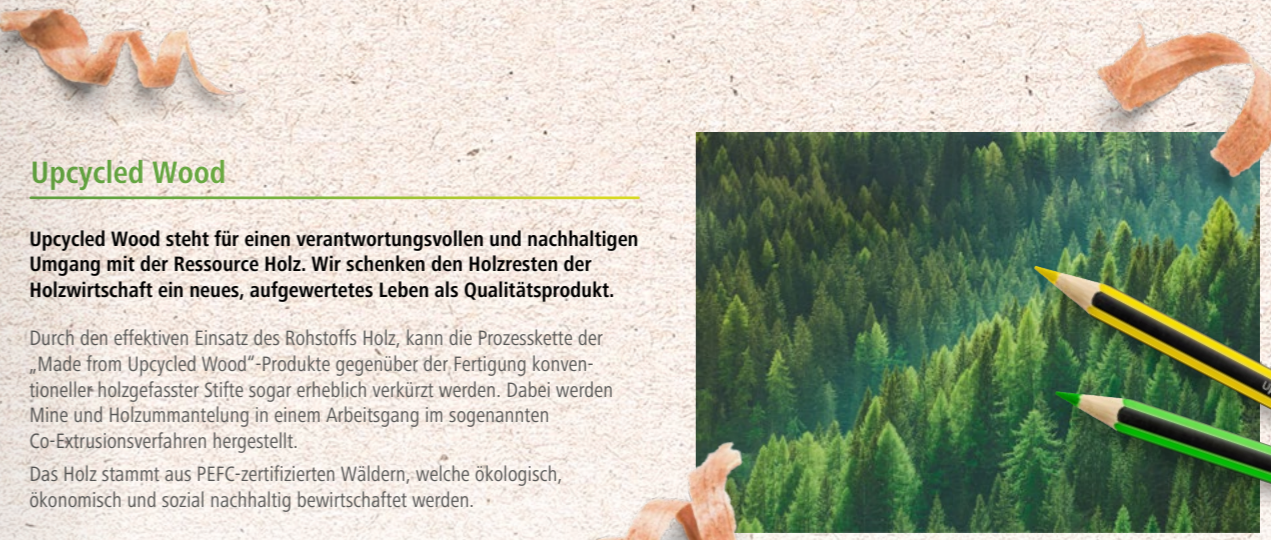 Upcycled Wood
Upcycled Wood steht für einen verantwortungsvollen und nachhaltigen
Umgang mit der Ressource Holz. Wir schenken den Holzresten der
Holzwirtschaft ein neues, aufgewertetes Leben als Qualitätsprodukt.
Durch den effektiven Einsatz des Rohstoffs Holz, kann die Prozesskette der
„Made from Upcycled Wood“-Produkte gegenüber der Fertigung konven-
tioneller holzgefasster Stifte sogar erheblich verkürzt werden. Dabei werden
Mine und Holzummantelung in einem Arbeitsgang im sogenannten
Co-Extrusionsverfahren hergestellt.
Das Holz stammt aus PEFC-zertifizierten Wäldern, welche ökologisch,
ökonomisch und sozial nachhaltig bewirtschaftet werden.